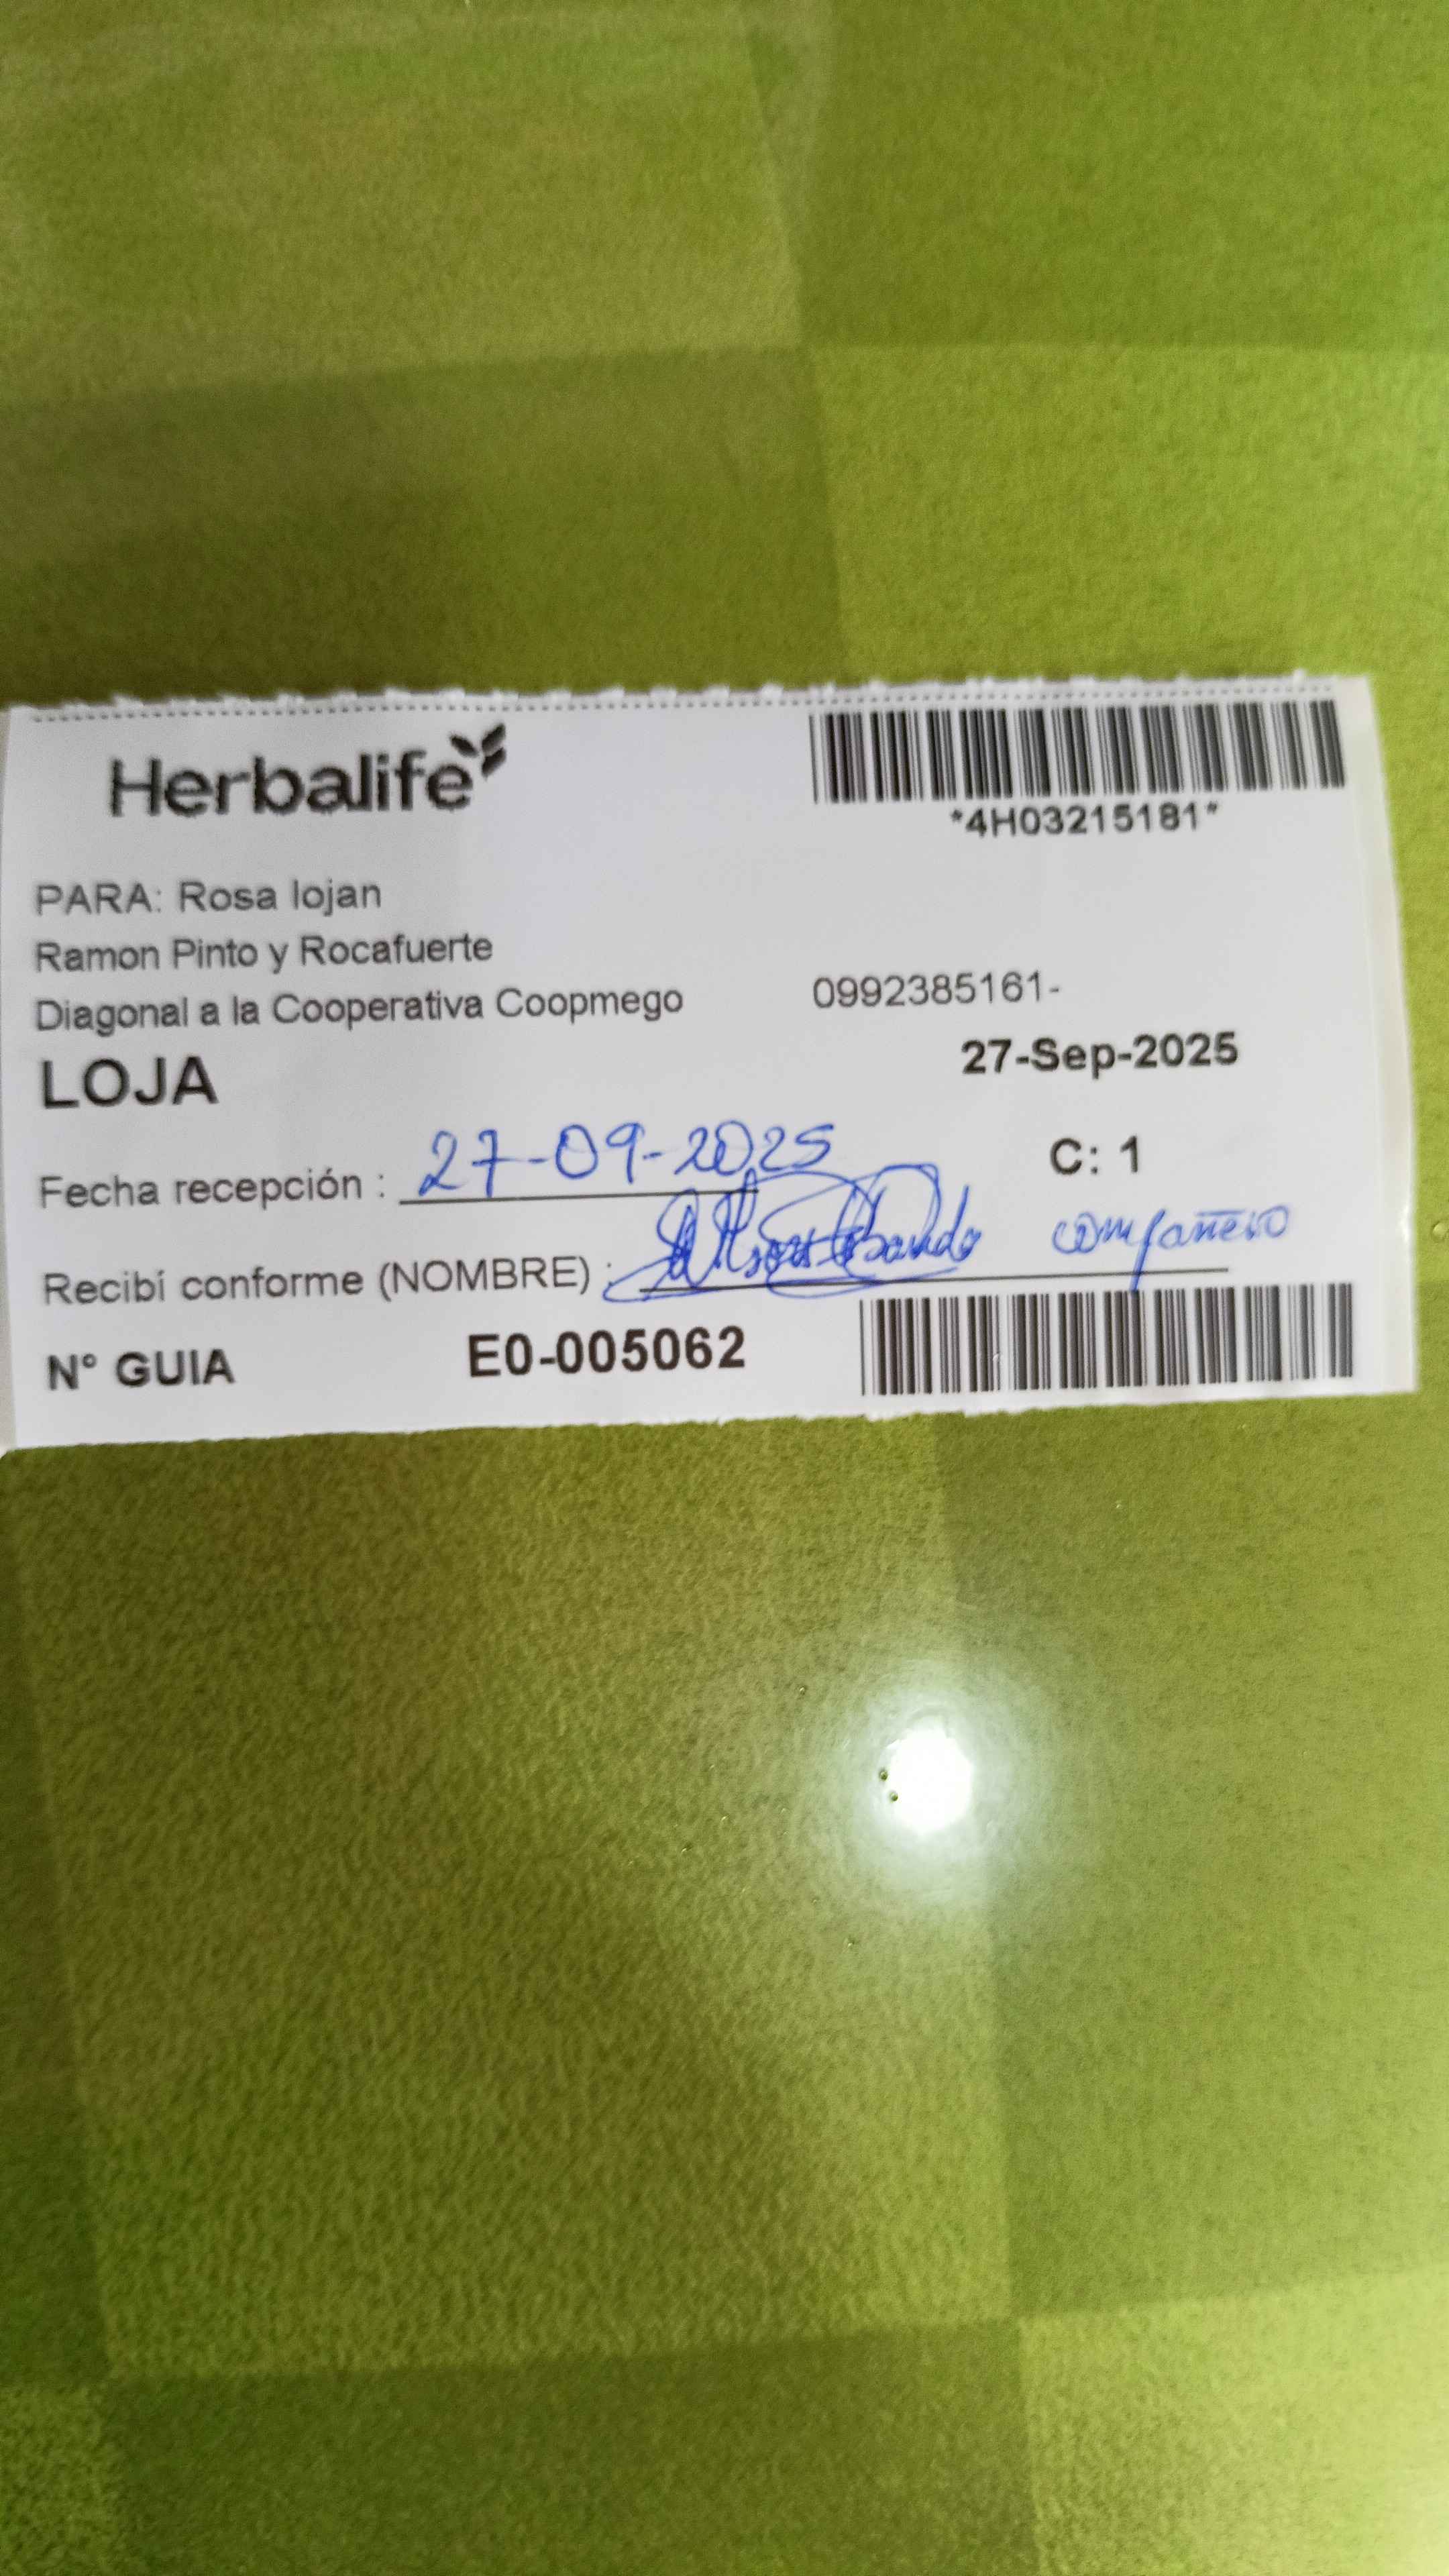 Herbalife
*4H03215181*
PARA: Rosa lojan
Ramon Pinto y Rocafuerte
Diagonal a la Cooperativa Coopmego 0992385161-
LOJA 27-Sep-2025
Fecha recepción : 27-09-2025 C: 1
Recibí conforme (NOMBRE) : compañero
N° GUIA E0-005062